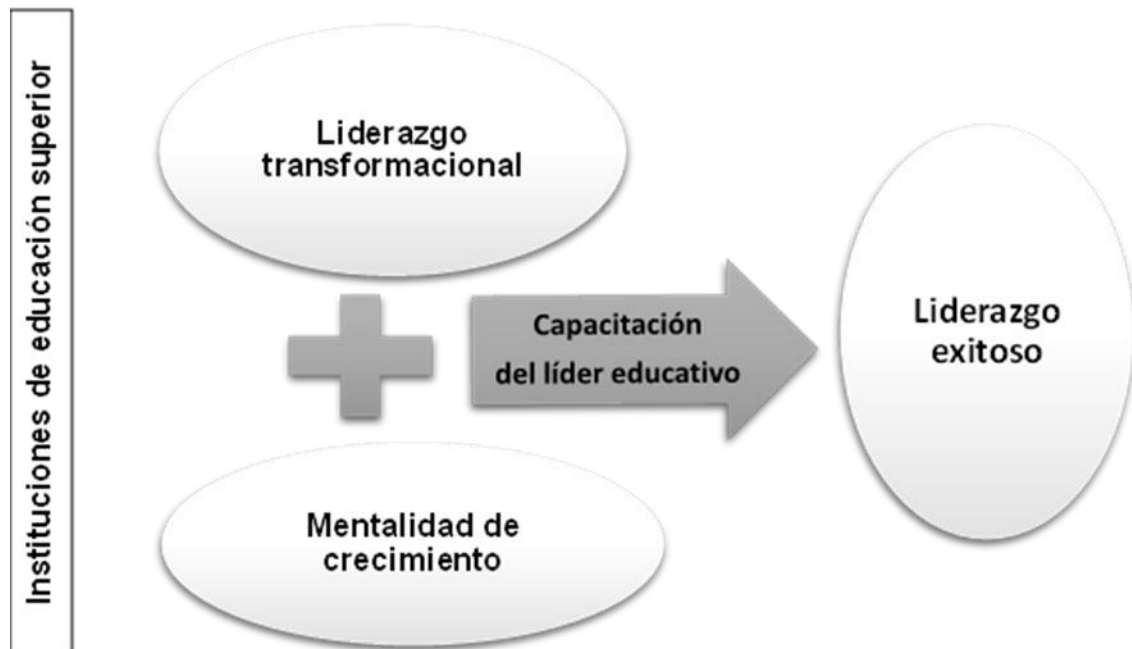 Instituciones de educación superior
Liderazgo
transformacional
Capacitación
del líder educativo
Mentalidad de
crecimiento
Liderazgo
exitoso